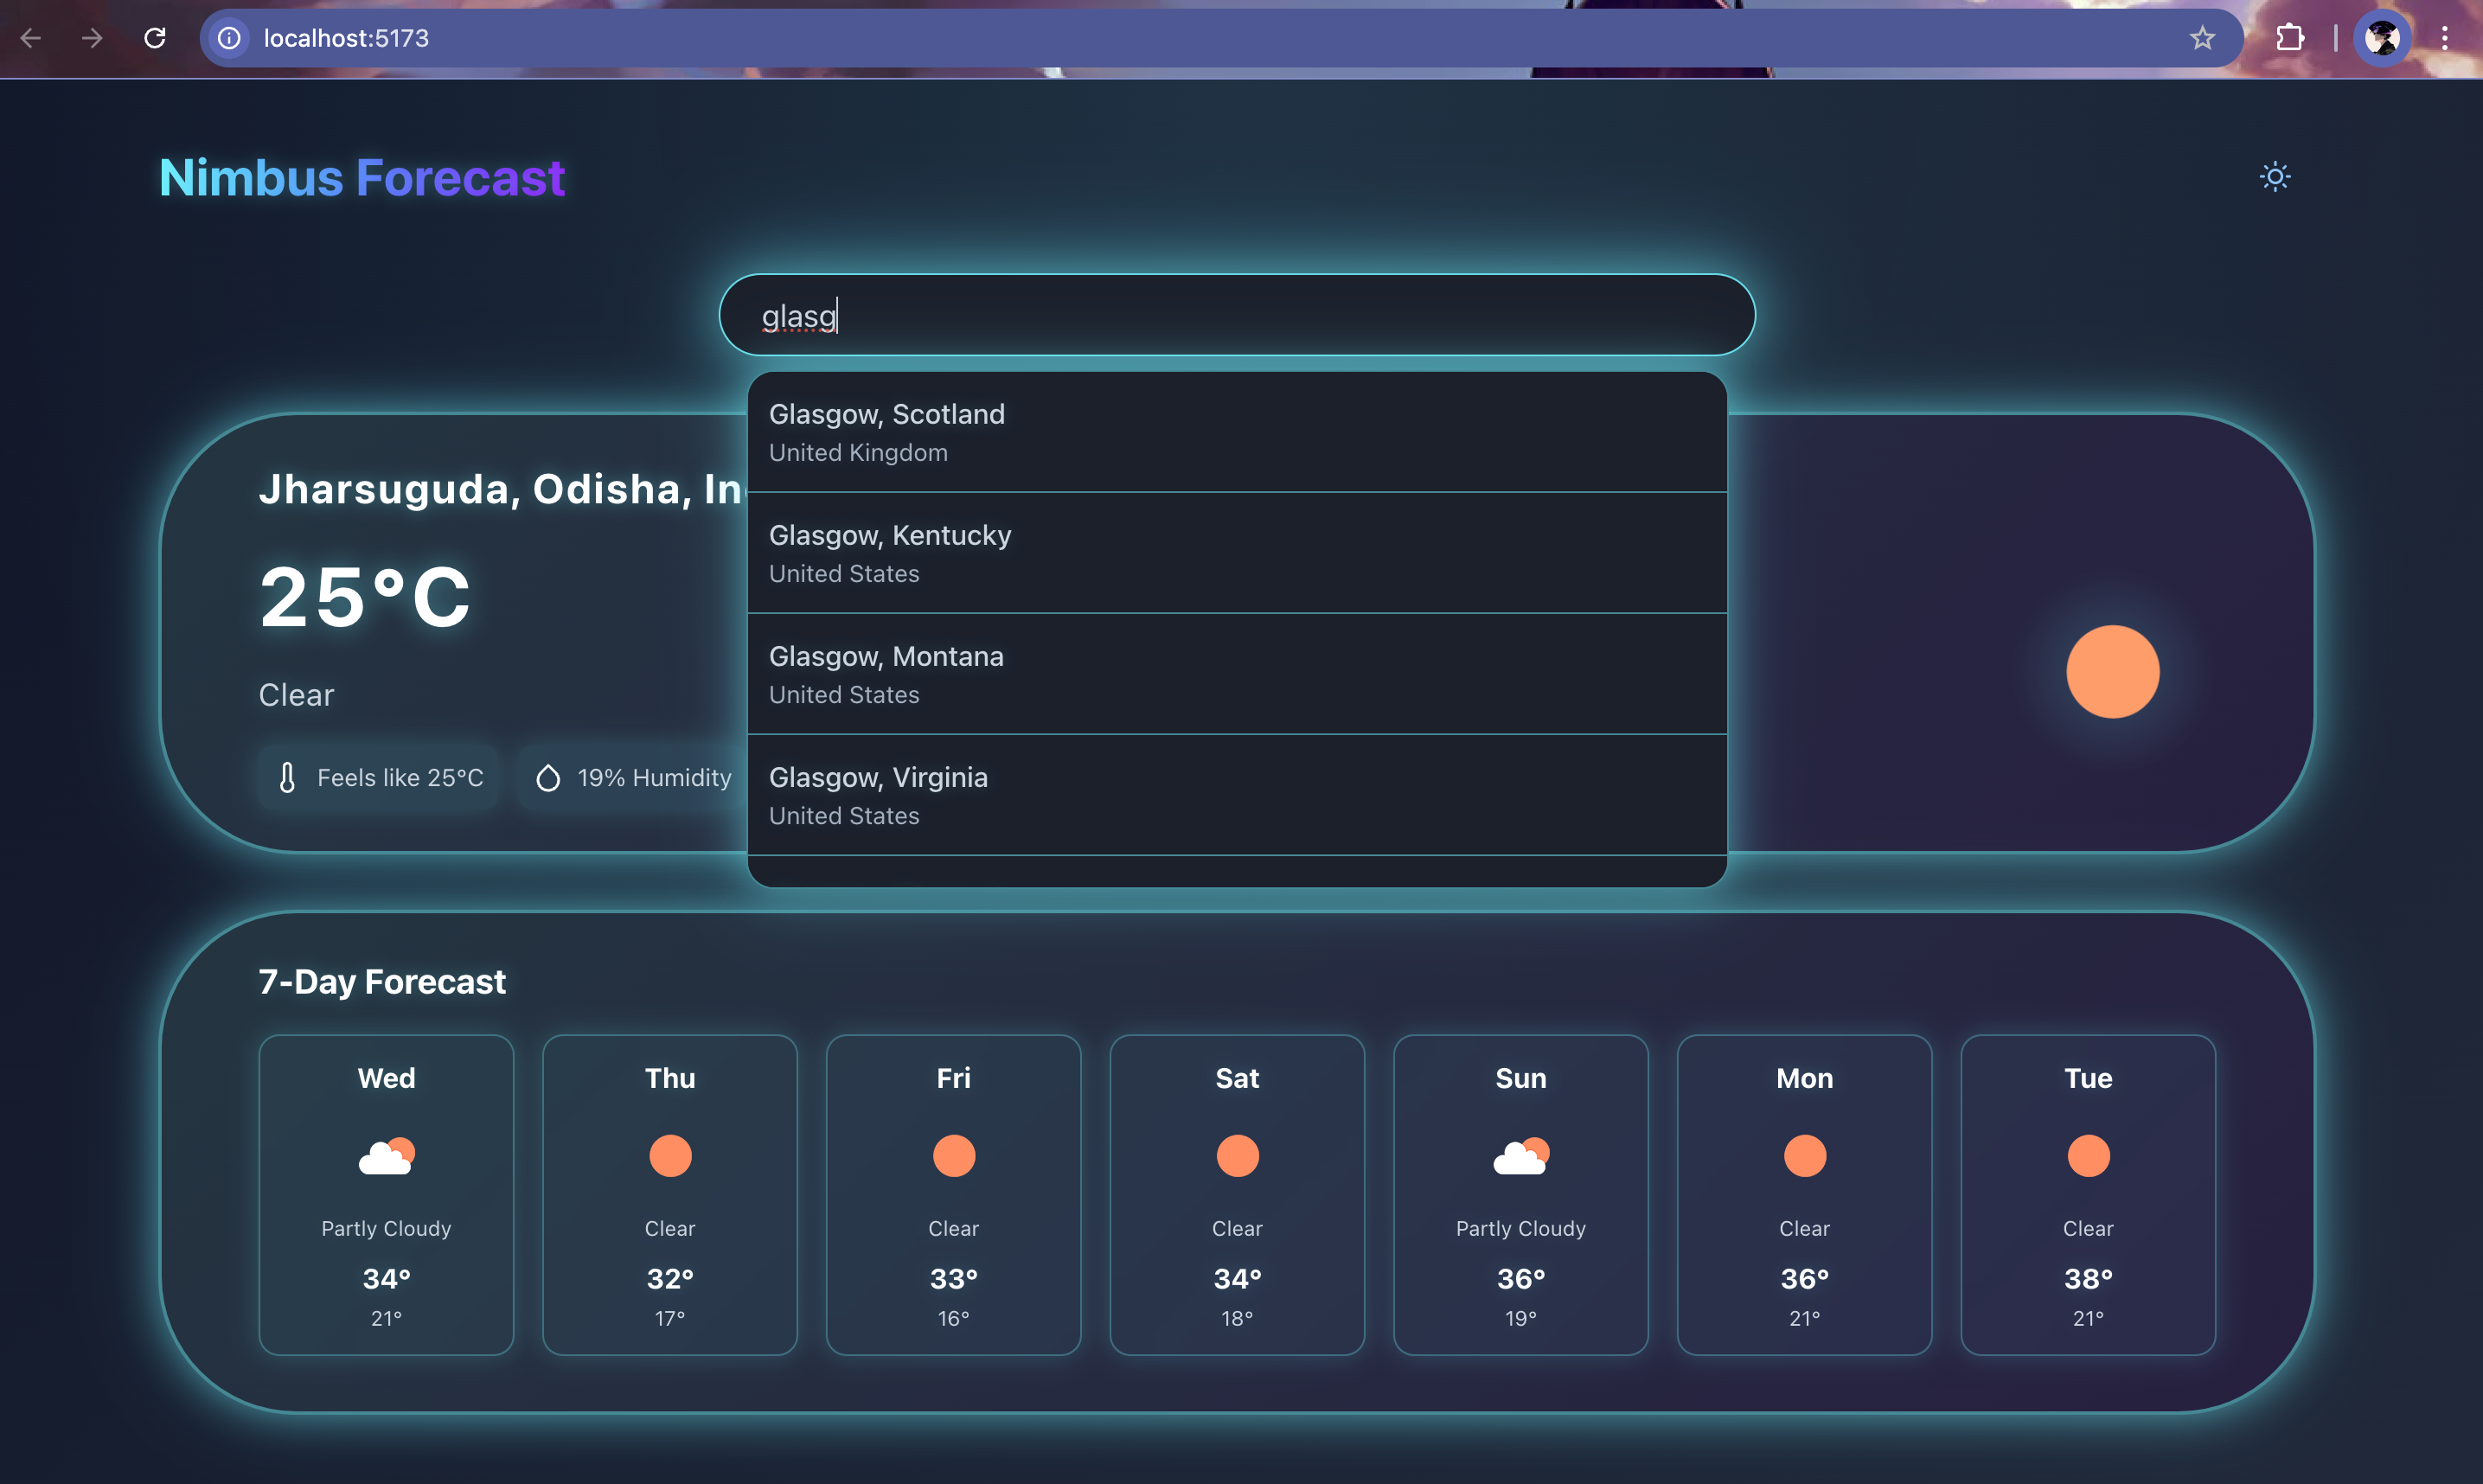 localhost:5173
Nimbus Forecast
glasg
Glasgow, Scotland
United Kingdom
Glasgow, Kentucky
United States
Glasgow, Montana
United States
Glasgow, Virginia
United States
Jharsuguda, Odisha,
25°C
Clear
Feels like 25°C
19% Humidity
7-Day Forecast
Wed
Partly Cloudy
34°
21°
Thu
Clear
32°
17°
Fri
Clear
33°
16°
Sat
Clear
34°
18°
Sun
Partly Cloudy
36°
19°
Mon
Clear
36°
21°
Tue
Clear
38°
21°